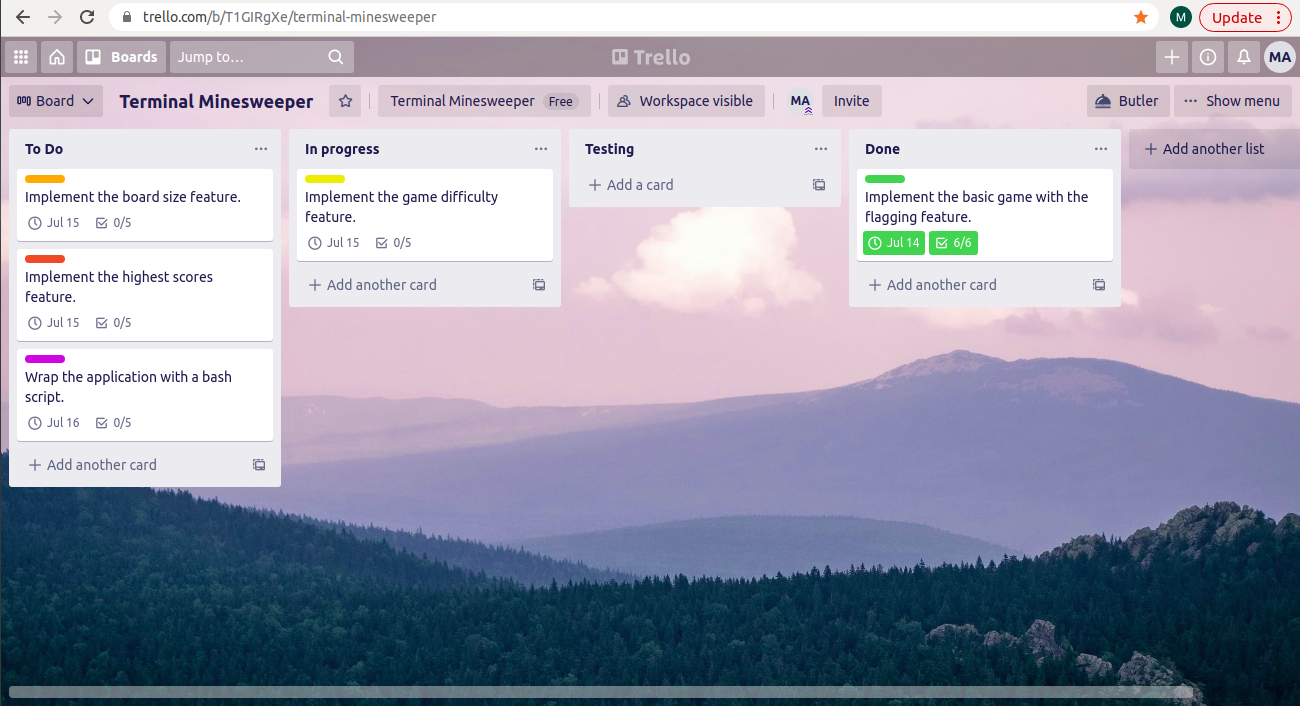 trello.com/b/T1GIRgXe/terminal-minesweeper
M
Update
Boards
Jump to...
Trello
MA
Board
Terminal Minesweeper
Terminal Minesweeper Free
Workspace visible
MA
Invite
Butler
Show menu
To Do
Implement the board size feature.
Jul 15 0/5
Implement the highest scores
feature.
Jul 15 0/5
Wrap the application with a bash
script.
Jul 16 0/5
Add another card
In progress
Implement the game difficulty
feature.
Jul 15 0/5
Add another card
Testing
Add a card
Done
Implement the basic game with the
flagging feature.
Jul 14 6/6
Add another card
Add another list